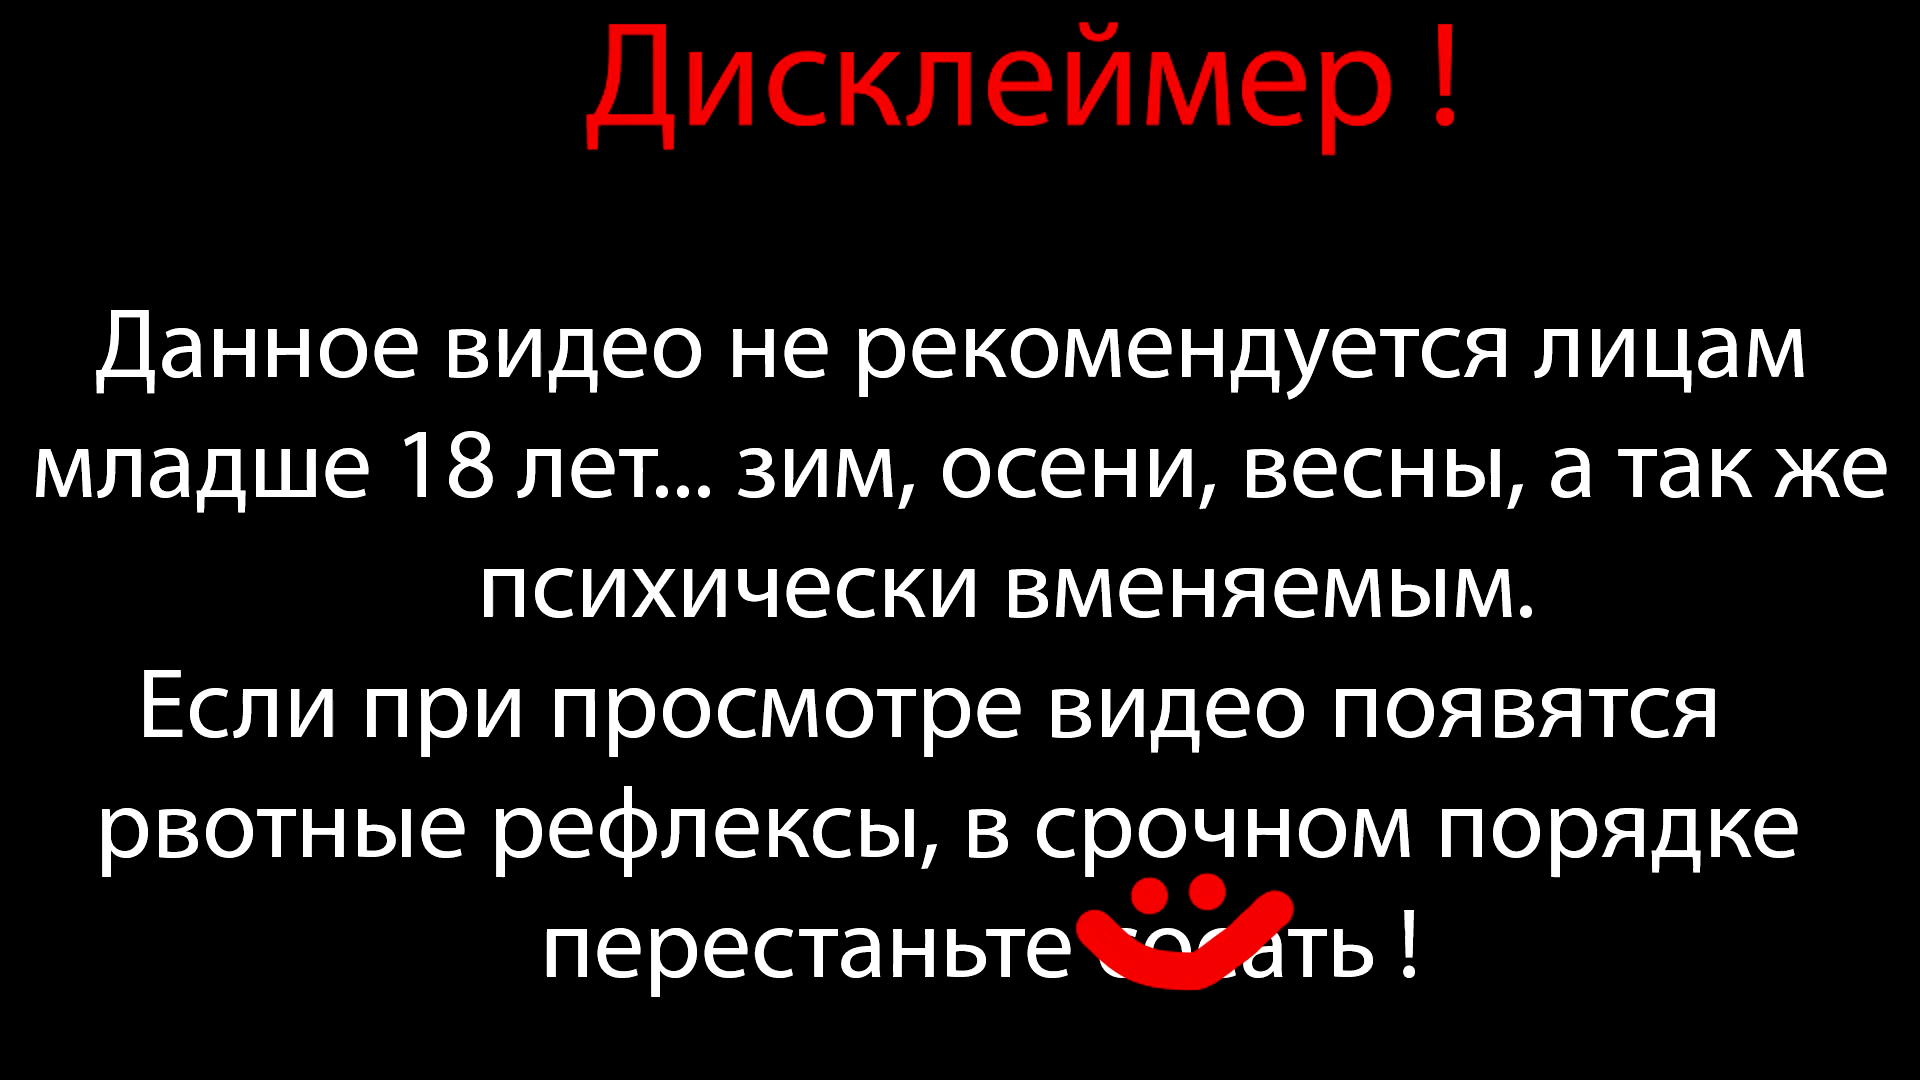 Дисклеймер !
Данное видео не рекомендуется лицам
младше 18 лет... зим, осени, весны, а так же
психически вменяемым.
Если при просмотре видео появятся
рвотные рефлексы, в срочном порядке
перестаньте сосать !